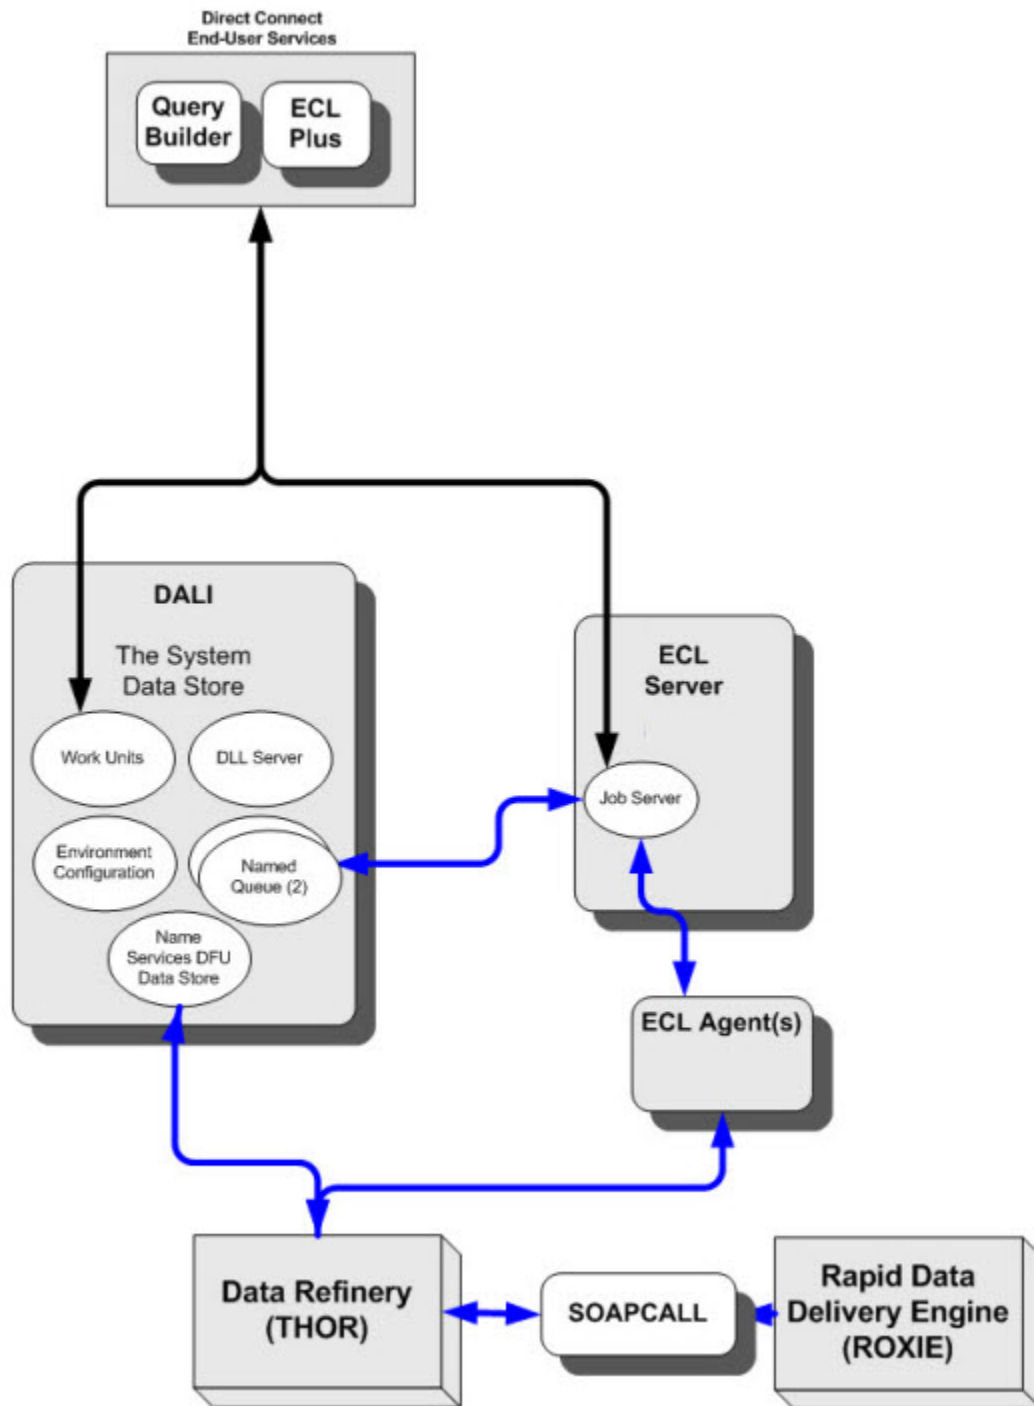 Direct Connect
End-User Services
Query
Builder
ECL
Plus
DALI
The System
Data Store
Work Units
DLL Server
Environment
Configuration
Named
Queue (2)
Name
Services DFU
Data Store
ECL
Server
Job Server
ECL Agent(s)
Data Refinery
(THOR)
SOAPCALL
Rapid Data
Delivery Engine
(ROXIE)